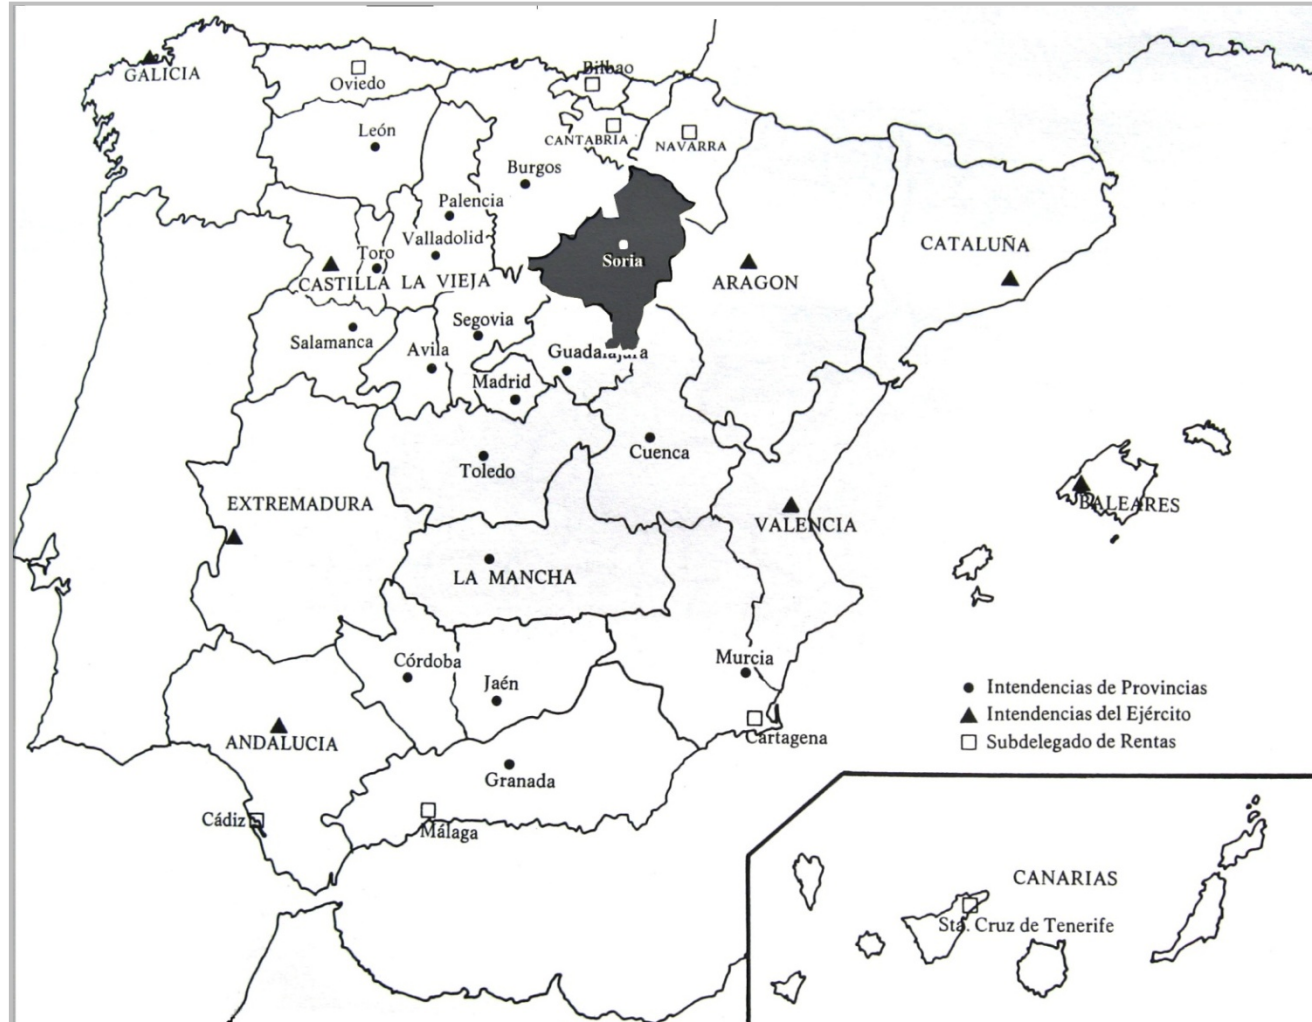 GALICIA
Oviedo
Bilbao
León
CANTABRIA
NAVARRA
Burgos
Palencia
Valladolid
Toro
CASTILLA LA VIEJA
Soria
ARAGON
CATALUÑA
Salamanca
Segovia
Avila
Guadalajara
Madrid
Toledo
Cuenca
EXTREMADURA
VALENCIA
BALEARES
LA MANCHA
Córdoba
Jaén
Murcia
Cartagena
ANDALUCIA
Granada
Cádiz
Málaga
Intendencias de Provincias
Intendencias del Ejército
Subdelegado de Rentas
CANARIAS
Sta. Cruz de Tenerife